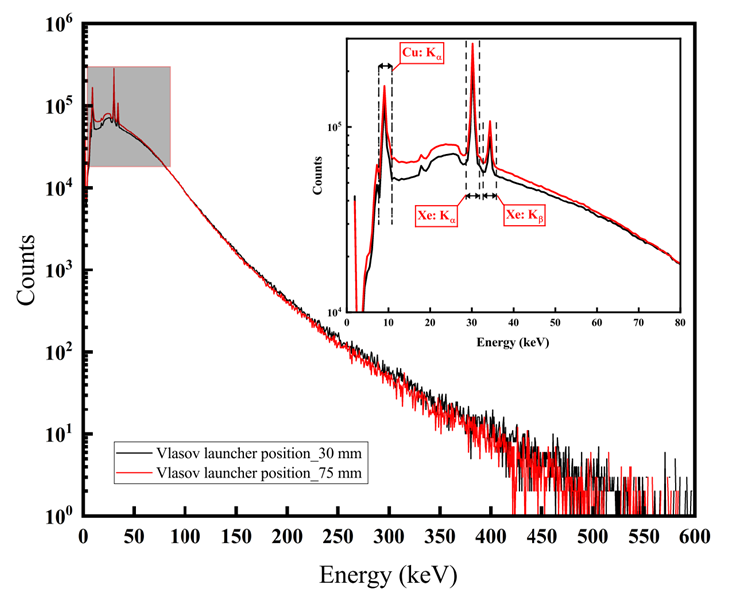 10⁶
10⁵
10⁴
10³
10²
10¹
10⁰
Counts
0 50 100 150 200 250 300 350 400 450 500 550 600
Energy (keV)
Vlasov launcher position_30 mm
Vlasov launcher position_75 mm
Cu: Kα
Xe: Kα
Xe: Kβ
10⁵
10⁴
Counts
0 10 20 30 40 50 60 70 80
Energy (keV)